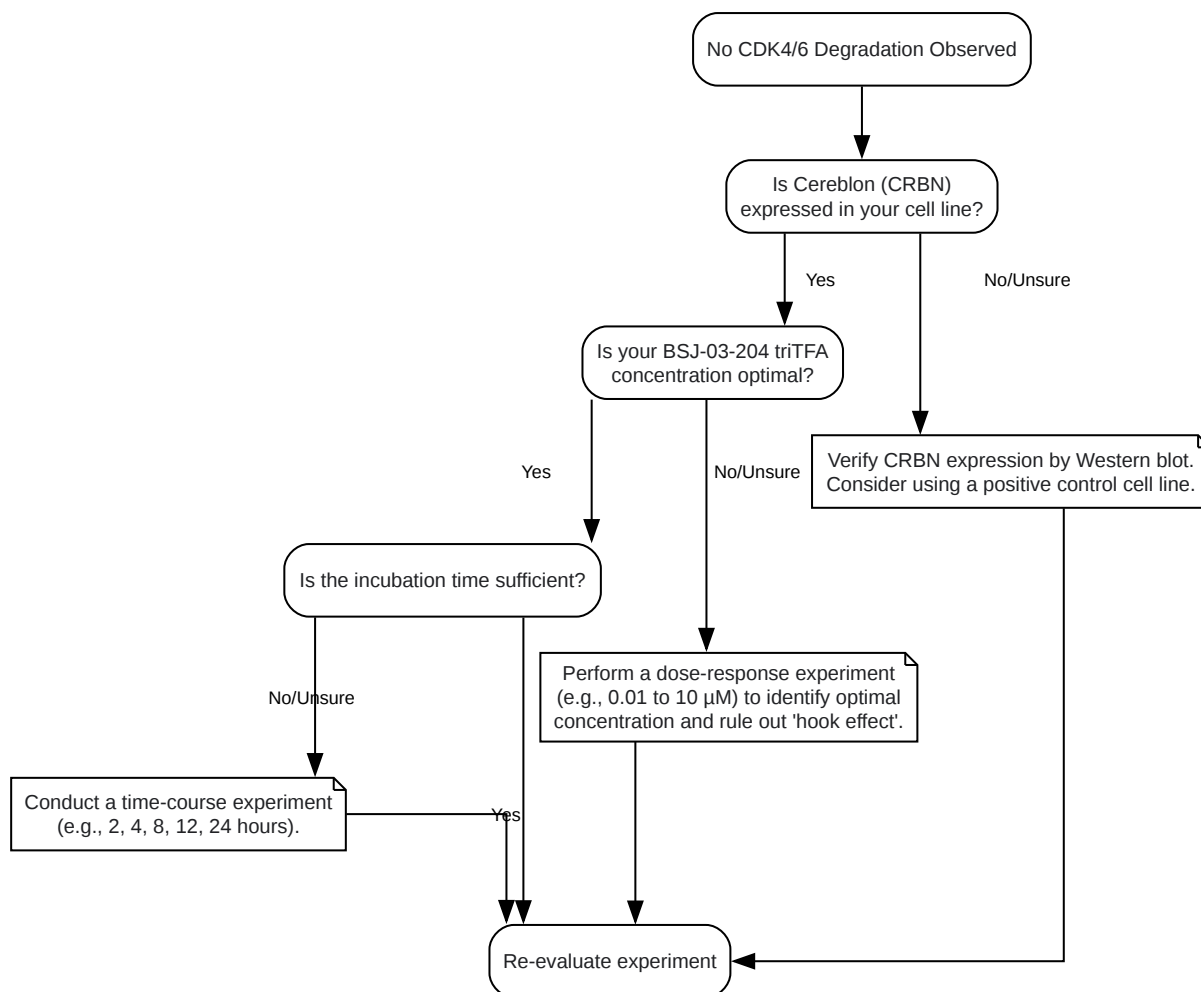 No CDK4/6 Degradation Observed
Is Cereblon (CRBN)
expressed in your cell line?
Yes
No/Unsure
Is your BSJ-03-204 triTFA
concentration optimal?
Yes
No/Unsure
Verify CRBN expression by Western blot.
Consider using a positive control cell line.
Is the incubation time sufficient?
No/Unsure
Perform a dose-response experiment
(e.g., 0.01 to 10 µM) to identify optimal
concentration and rule out 'hook effect'.
Conduct a time-course experiment
(e.g., 2, 4, 8, 12, 24 hours).
Yes
Re-evaluate experiment